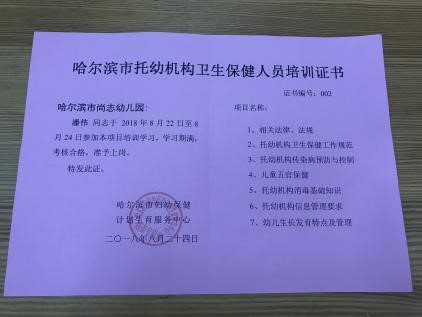 哈尔滨市托幼机构卫生保健人员培训证书
证书编号：002
哈尔滨市尚志幼儿园：
潘伟 同志于 2018 年 8 月 22 日至 8
月 24 日参加本项目培训学习，学习期满，
考核合格，准予上岗。
特发此证。
哈尔滨市妇幼保健
计划生育服务中心
二〇一八年八月二十四日
项目名称：
1、相关法律、法规
2、托幼机构卫生保健工作规范
3、托幼机构传染病预防与控制
4、儿童五官保健
5、托幼机构消毒基础知识
6、托幼机构信息管理要求
7、幼儿生长发育特点及管理